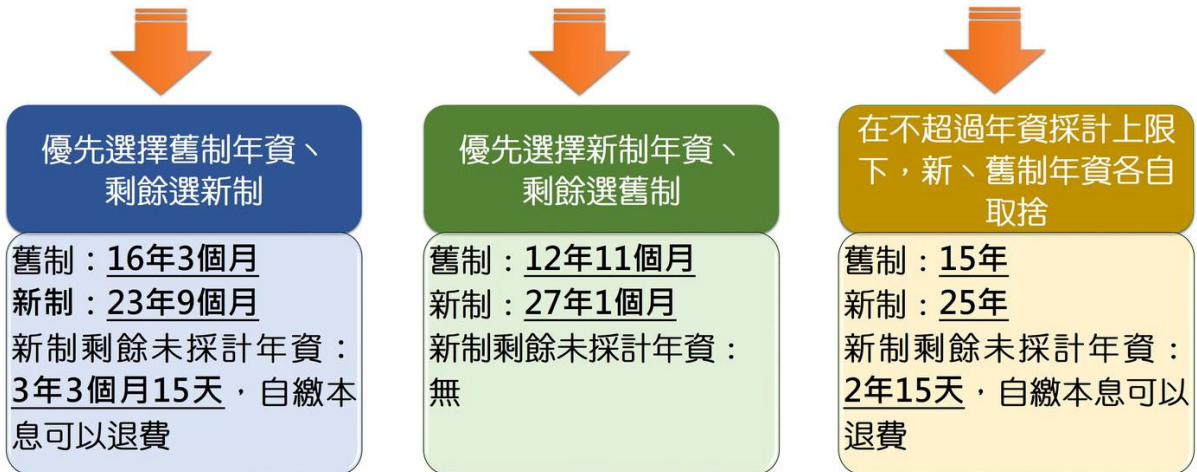 優先選擇舊制年資、
剩餘選新制
舊制：16年3個月
新制：23年9個月
新制剩餘未採計年資：
3年3個月15天，自繳本
息可以退費
優先選擇新制年資、
剩餘選舊制
舊制：12年11個月
新制：27年1個月
新制剩餘未採計年資：
無
在不超過年資採計上限
下，新、舊制年資各自
取捨
舊制：15年
新制：25年
新制剩餘未採計年資：
2年15天，自繳本息可以
退費